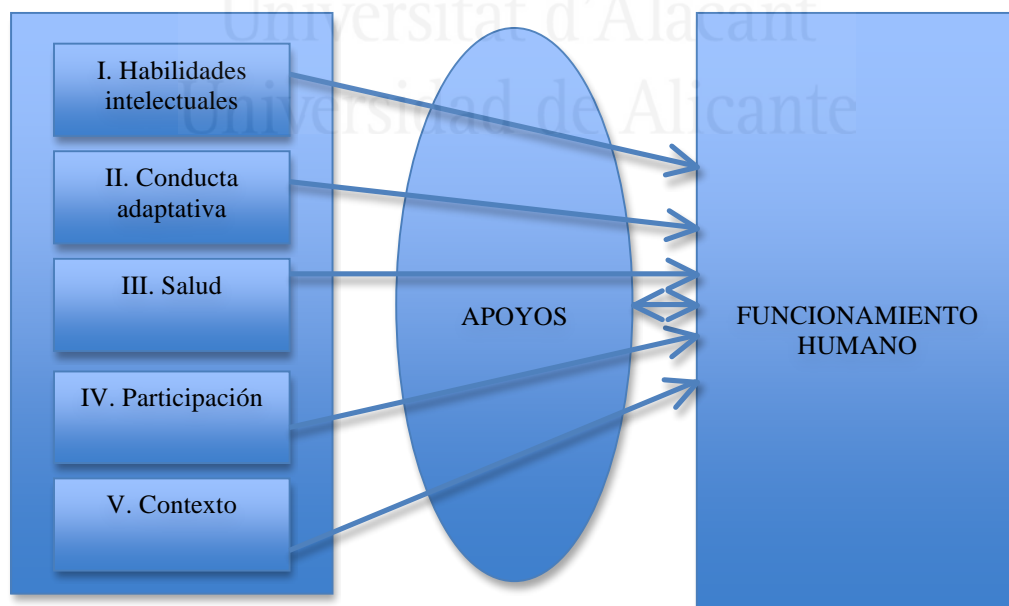 Universitat d'Alacant
Universidad de Alicante
I. Habilidades
intelectuales
II. Conducta
adaptativa
III. Salud
IV. Participación
V. Contexto
APOYOS
FUNCIONAMIENTO
HUMANO